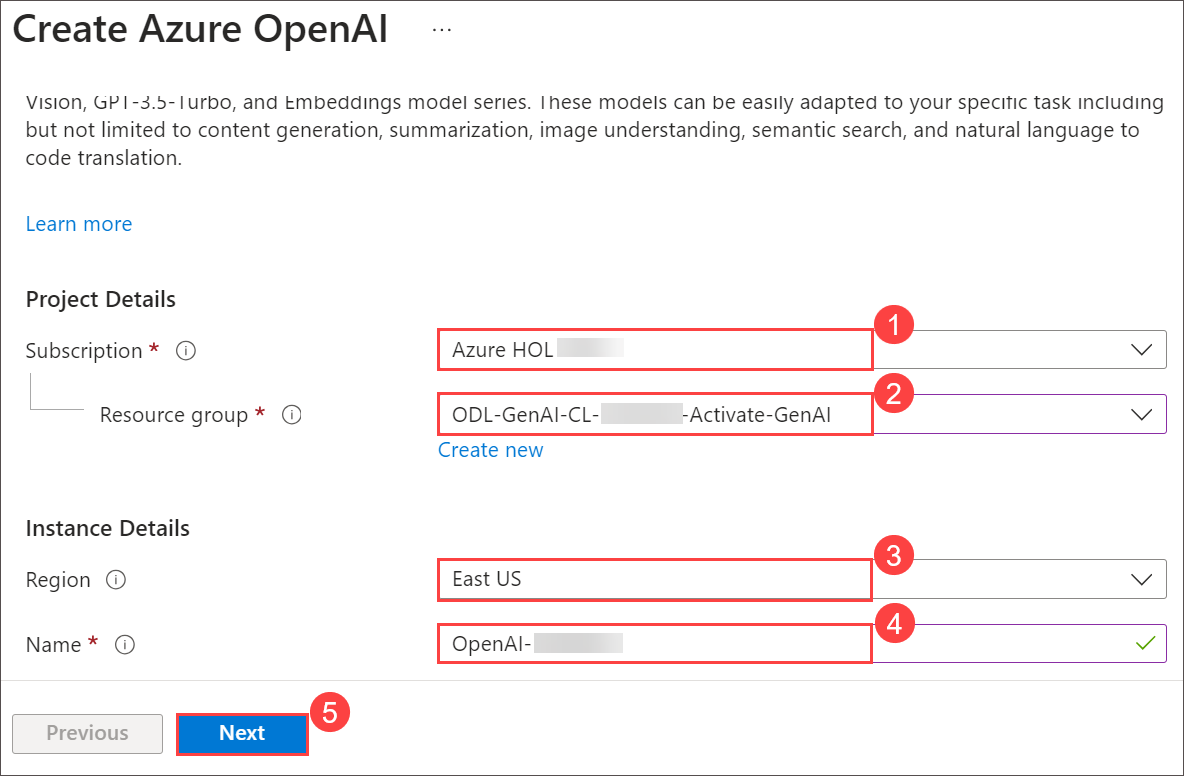 Create Azure OpenAI ...
Vision, GPT-3.5-Turbo, and Embeddings model series. These models can be easily adapted to your specific task including
but not limited to content generation, summarization, image understanding, semantic search, and natural language to
code translation.
Learn more
Project Details
1
Subscription * i Azure HOL
2
Resource group * i ODL-GenAI-CL- -Activate-GenAI
Create new
Instance Details
3
Region i East US
4
Name * i OpenAI-
5
Previous Next